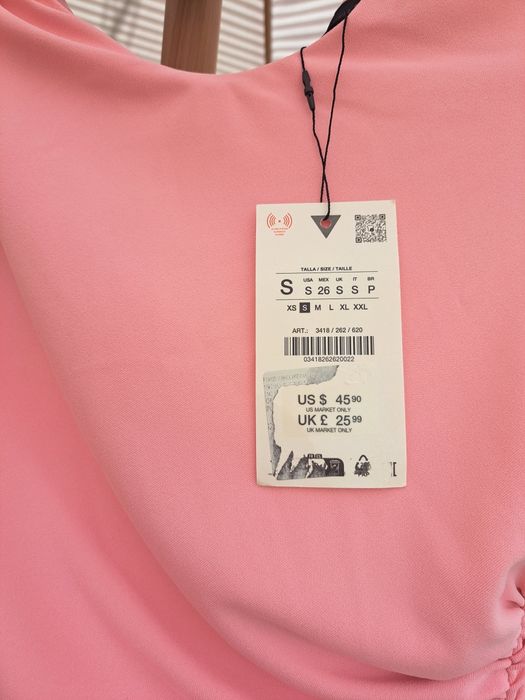 TALLA / SIZE / TAILLE
USA MEX UK IT BR
S S 26 S S P
XS S M L XL XXL
ART.: 3418 / 262 / 620
03418262620022
US $ 45.90
US MARKET ONLY
UK £ 25.99
UK MARKET ONLY